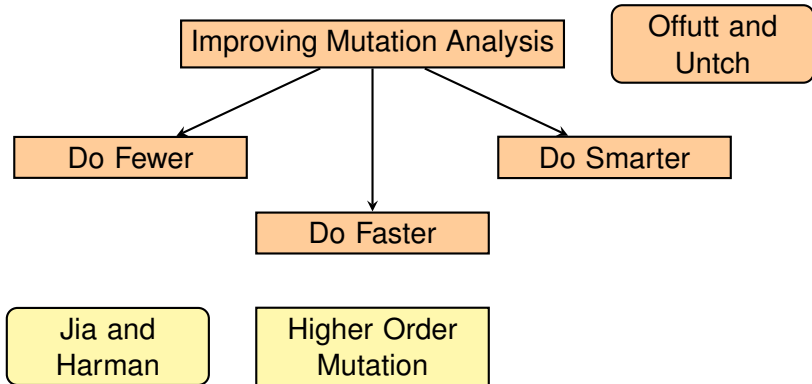 Improving Mutation Analysis
Offutt and
Untch
Do Fewer
Do Smarter
Do Faster
Jia and
Harman
Higher Order
Mutation